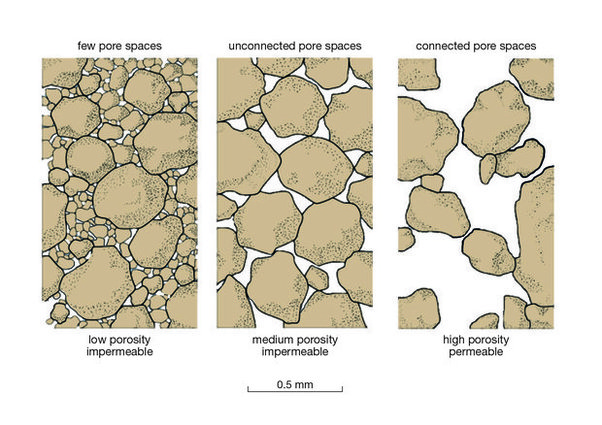 few pore spaces
unconnected pore spaces
connected pore spaces
low porosity
impermeable
medium porosity
impermeable
high porosity
permeable
0.5 mm